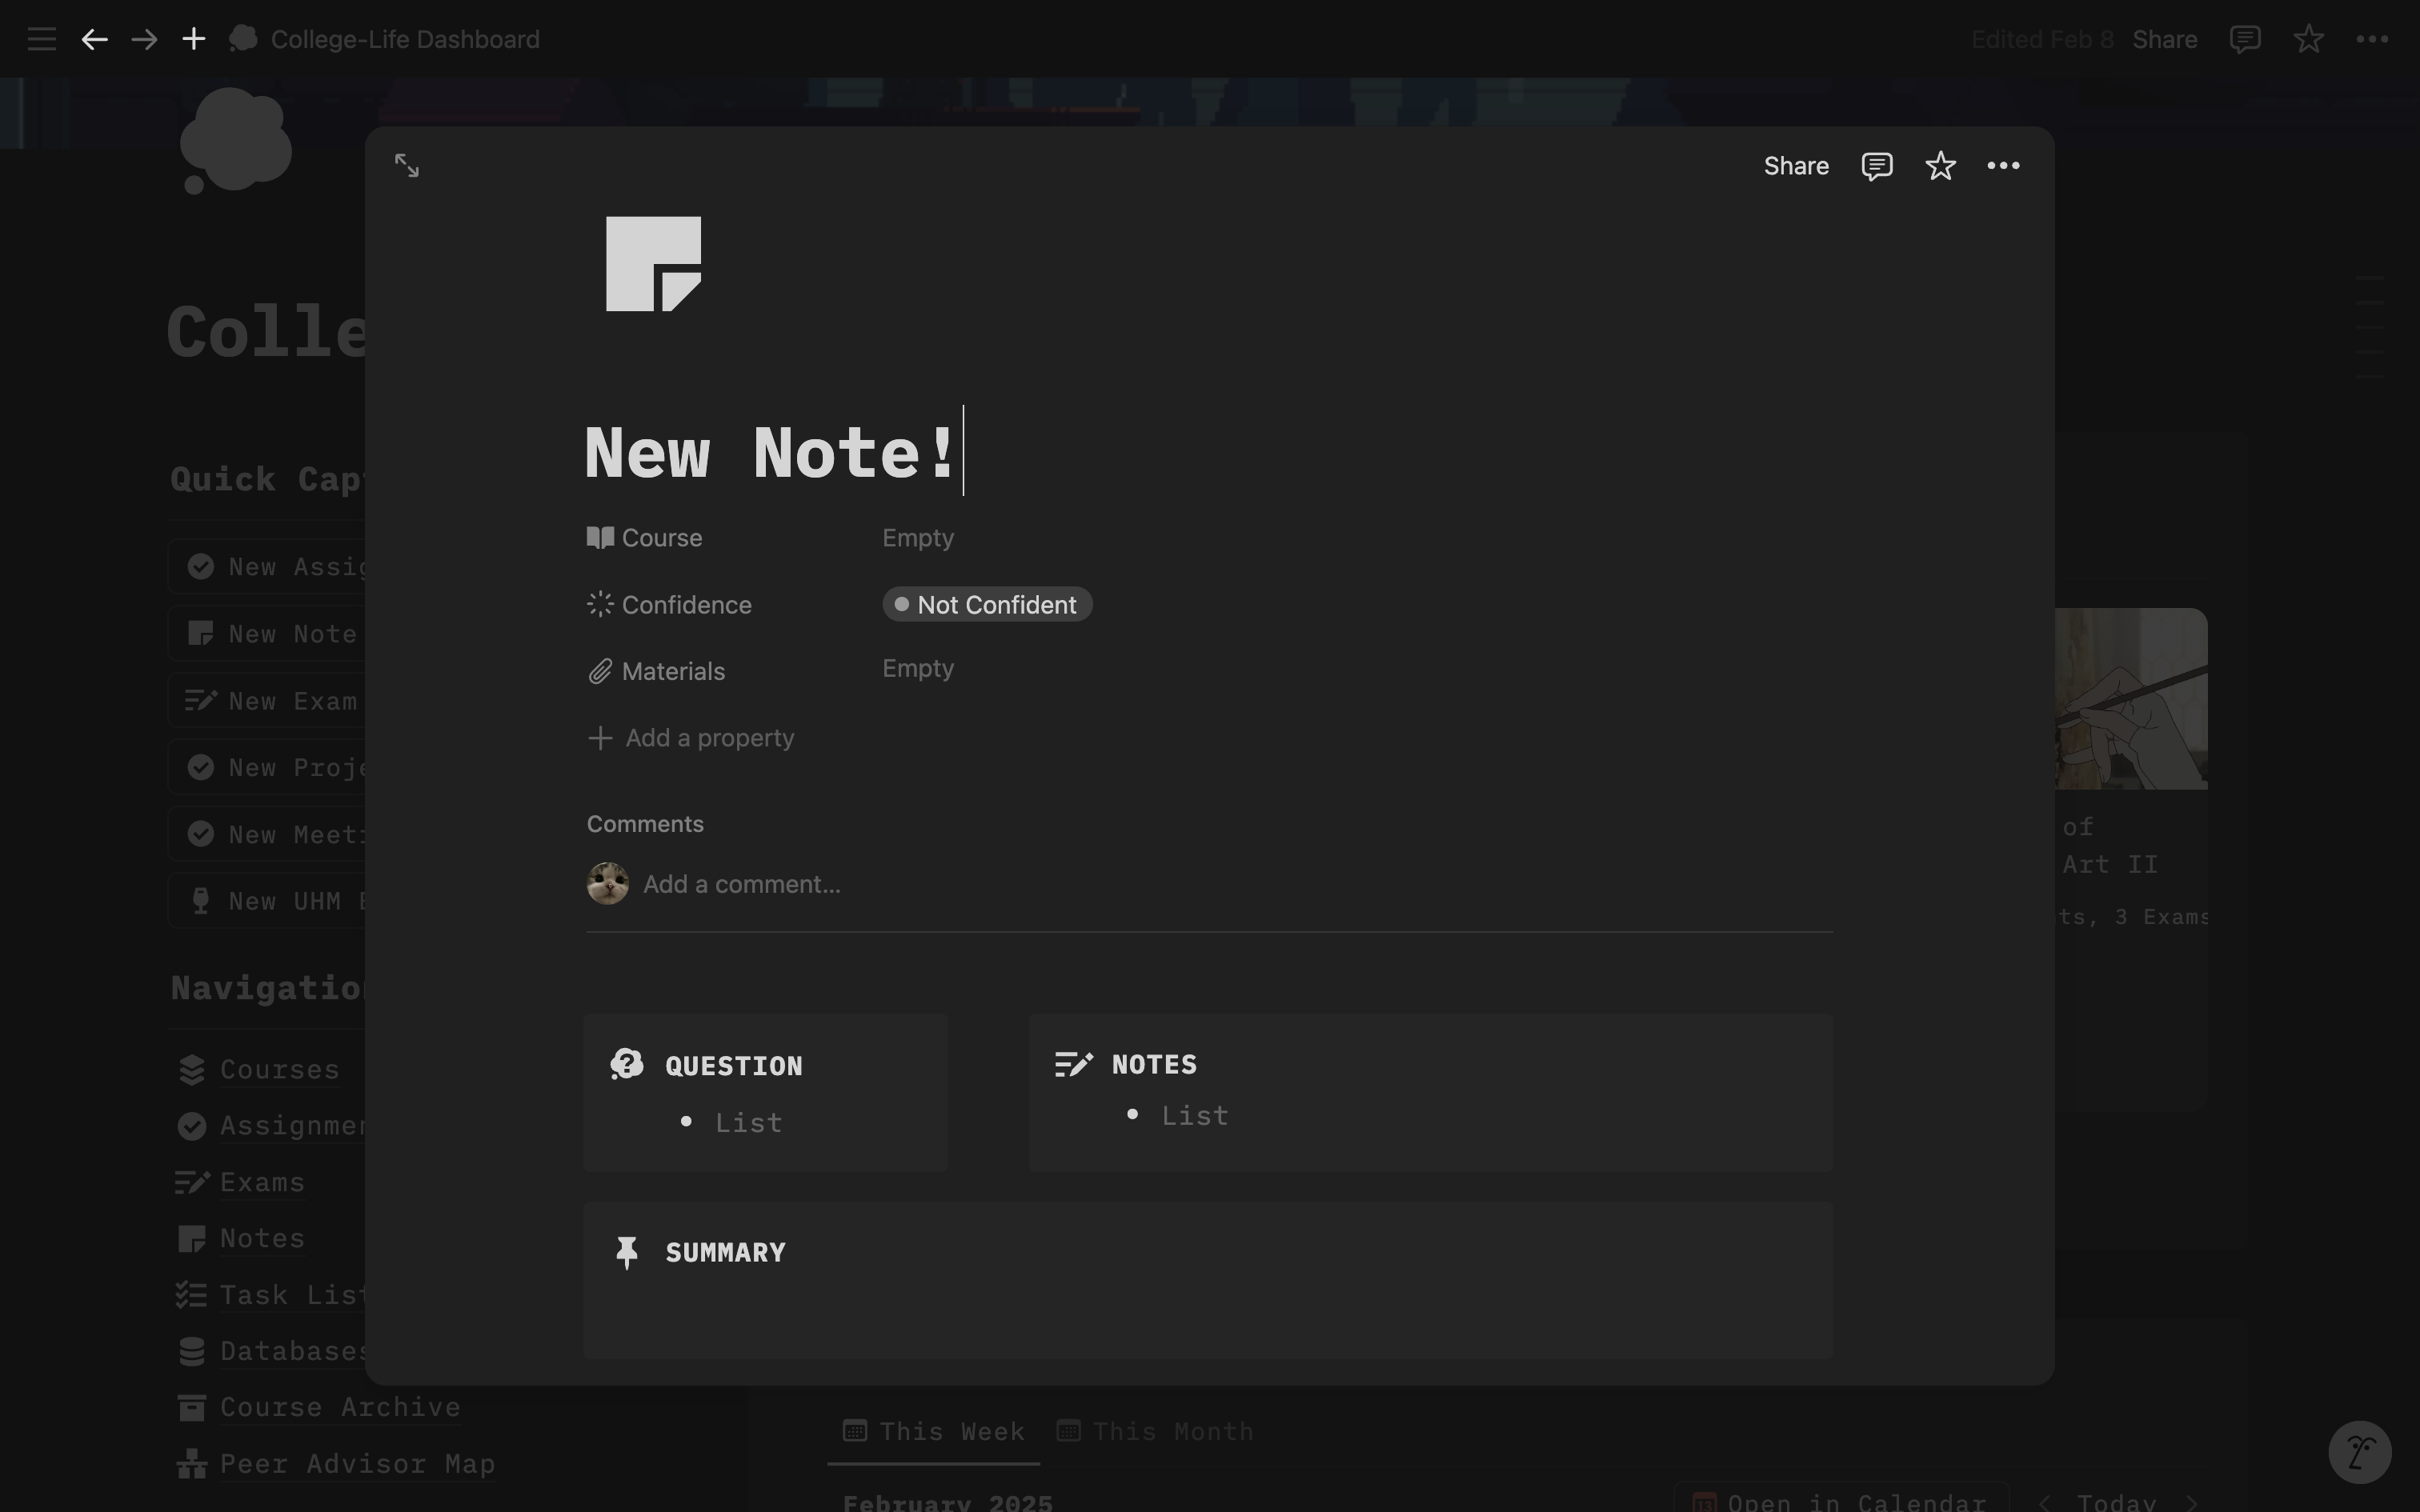 College-Life Dashboard
Edited Feb 8 Share
Share
Colle
New Note!
Course Empty
Confidence Not Confident
Materials Empty
Add a property
Comments
Add a comment...
QUESTION
• List
NOTES
• List
SUMMARY
Quick Cap
New Assig
New Note
New Exam
New Proje
New Meeti
New UHM E
Navigation
Courses
Assignmen
Exams
Notes
Task List
Databases
Course Archive
Peer Advisor Map
of
Art II
ts, 3 Exams
This Week This Month
February 2025
13 Open in Calendar Today